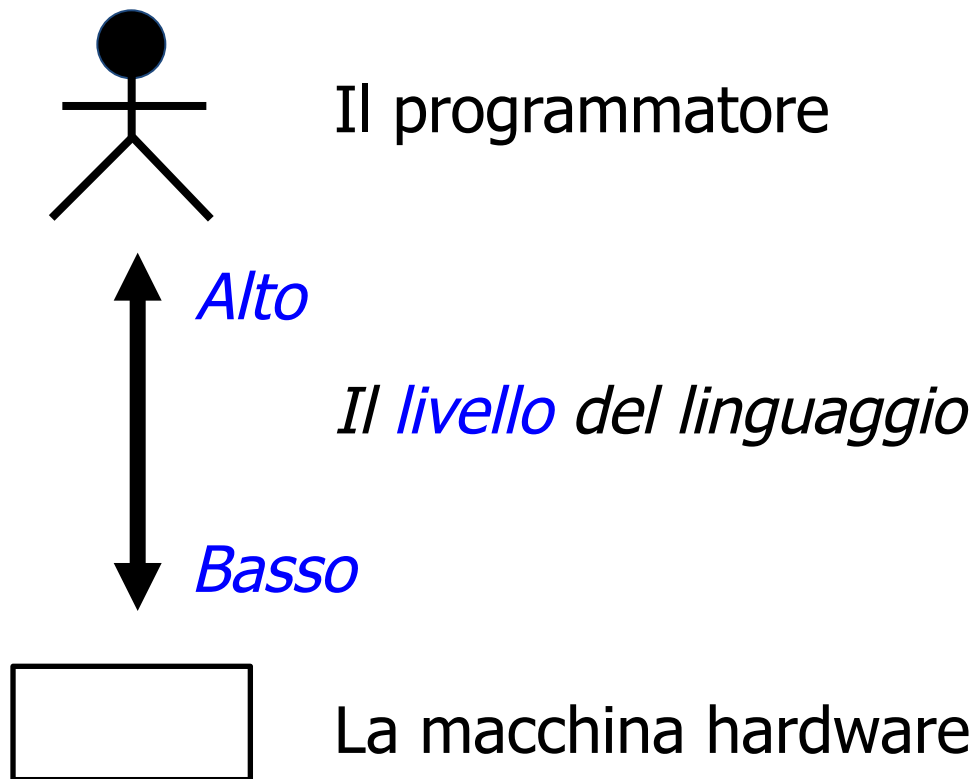 Il programmatore
Alto
Il livello del linguaggio
Basso
La macchina hardware